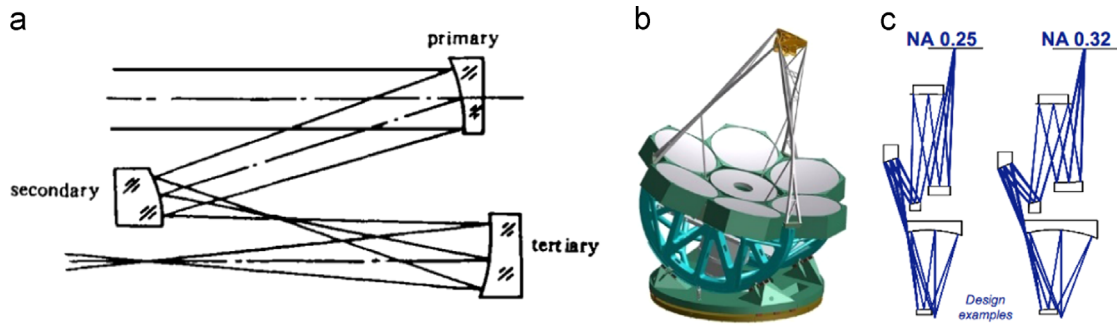 a
primary
secondary
tertiary
b
c
NA 0.25
NA 0.32
Design
examples